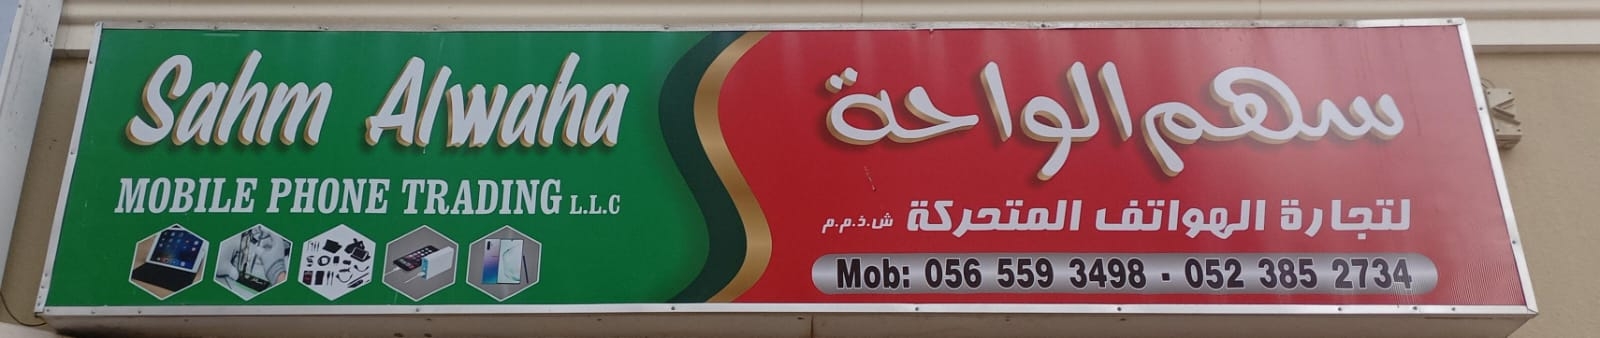 Sahm Alwaha
MOBILE PHONE TRADING L.L.C
سهم الواحة
لتجارة الهواتف المتحركة ش.ذ.م.م
Mob: 056 559 3498 - 052 385 2734